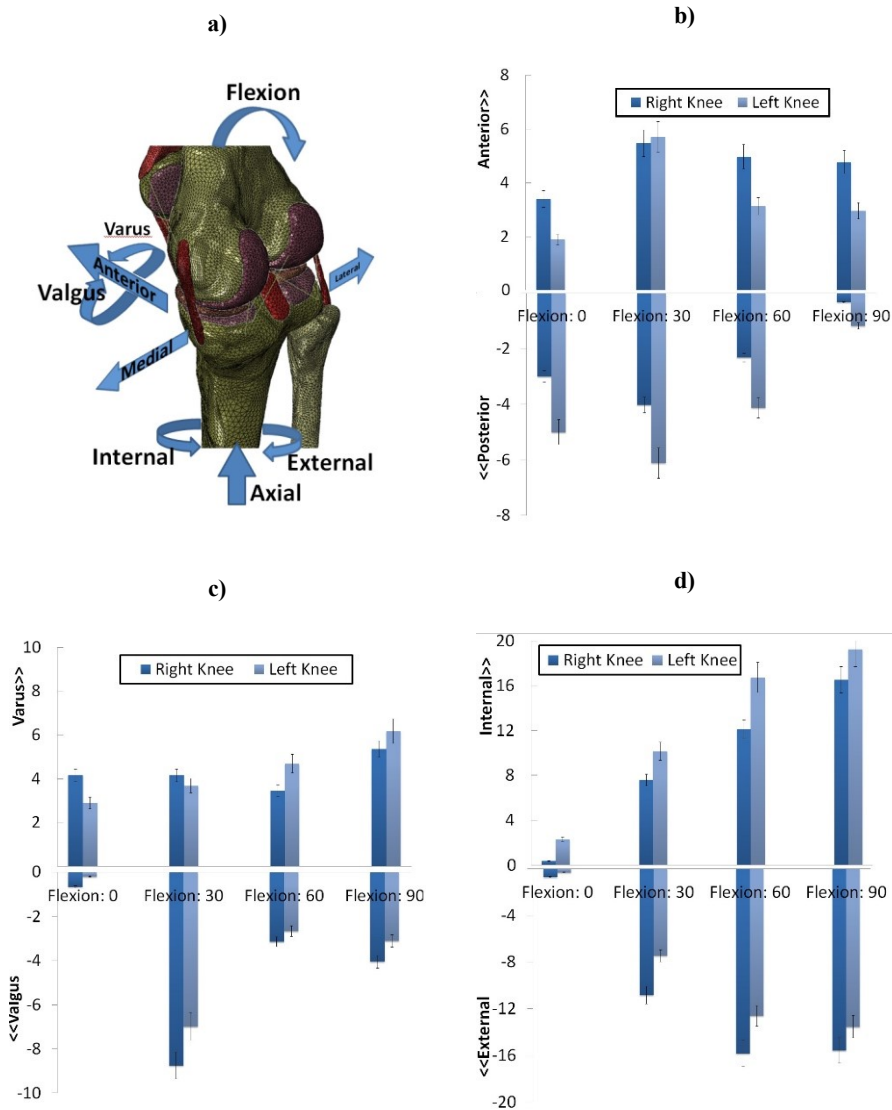 a)
Flexion
Varus
Anterior
Valgus
Lateral
Medial
Internal
External
Axial
b)
8
Right Knee Left Knee
Anterior>>
6
4
2
0
Flexion: 0 Flexion: 30 Flexion: 60 Flexion: 90
-2
-4
<<Posterior
-6
-8
c)
10
Right Knee Left Knee
Varus>>
8
6
4
2
0
Flexion: 0 Flexion: 30 Flexion: 60 Flexion: 90
-2
-4
-6
<<Valgus
-8
-10
d)
20
Right Knee Left Knee
Internal>>
16
12
8
4
0
Flexion: 0 Flexion: 30 Flexion: 60 Flexion: 90
-4
-8
-12
<<External
-16
-20